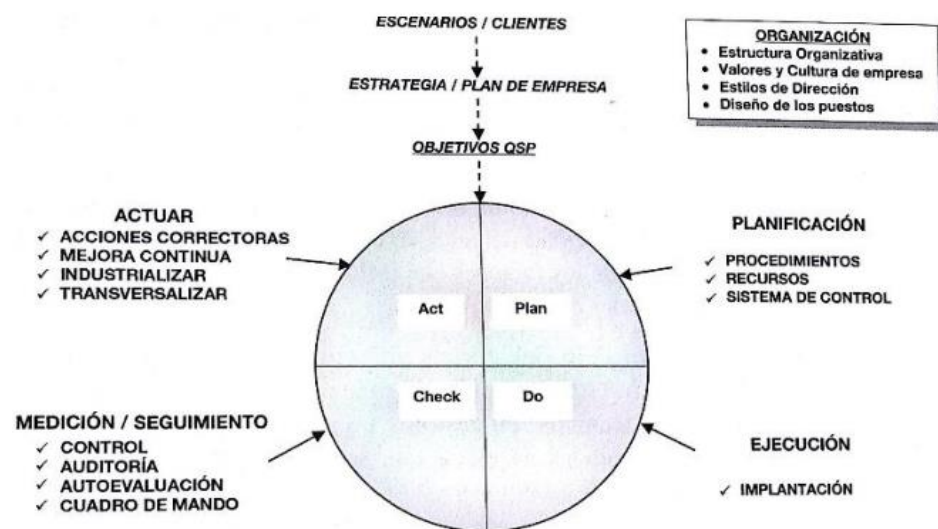 ESCENARIOS / CLIENTES
ESTRATEGIA / PLAN DE EMPRESA
OBJETIVOS QSP
ORGANIZACIÓN
• Estructura Organizativa
• Valores y Cultura de empresa
• Estilos de Dirección
• Diseño de los puestos
ACTUAR
✓ ACCIONES CORRECTORAS
✓ MEJORA CONTINUA
✓ INDUSTRIALIZAR
✓ TRANSVERSALIZAR
PLANIFICACIÓN
✓ PROCEDIMIENTOS
✓ RECURSOS
✓ SISTEMA DE CONTROL
Act
Plan
Check
Do
MEDICIÓN / SEGUIMIENTO
✓ CONTROL
✓ AUDITORÍA
✓ AUTOEVALUACIÓN
✓ CUADRO DE MANDO
EJECUCIÓN
✓ IMPLANTACIÓN